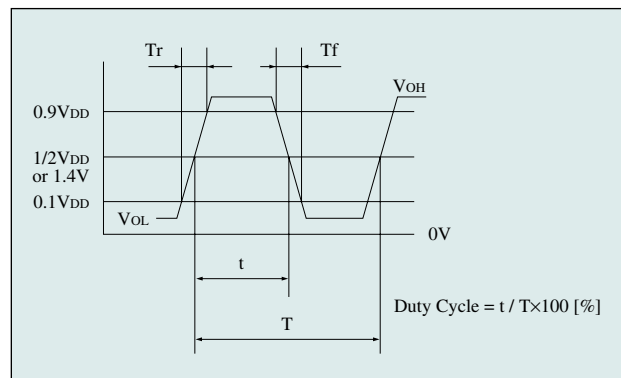 Tr
Tf
VOH
0.9VDD
1/2VDD
or 1.4V
0.1VDD
VOL
0V
t
Duty Cycle = t / T×100 [%]
T